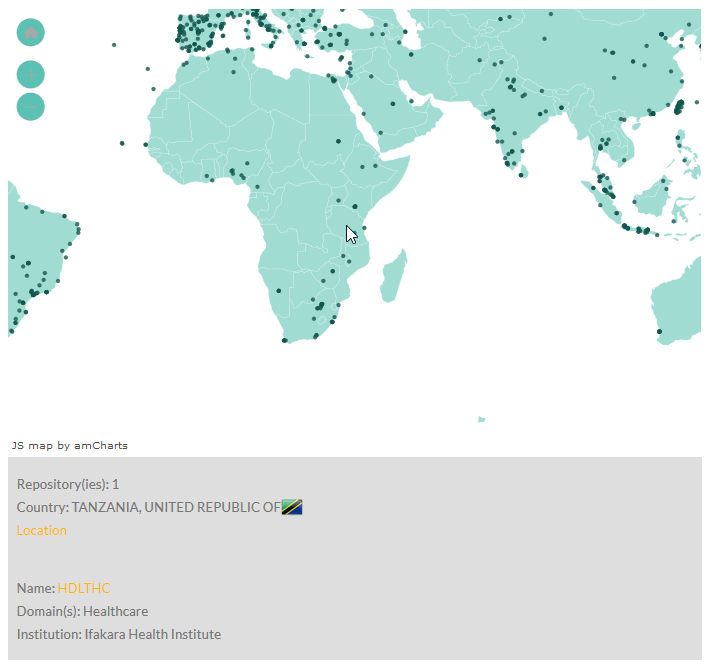 JS map by amCharts
Repository(ies): 1
Country: TANZANIA, UNITED REPUBLIC OF
Location
Name: HDLTHC
Domain(s): Healthcare
Institution: Ifakara Health Institute